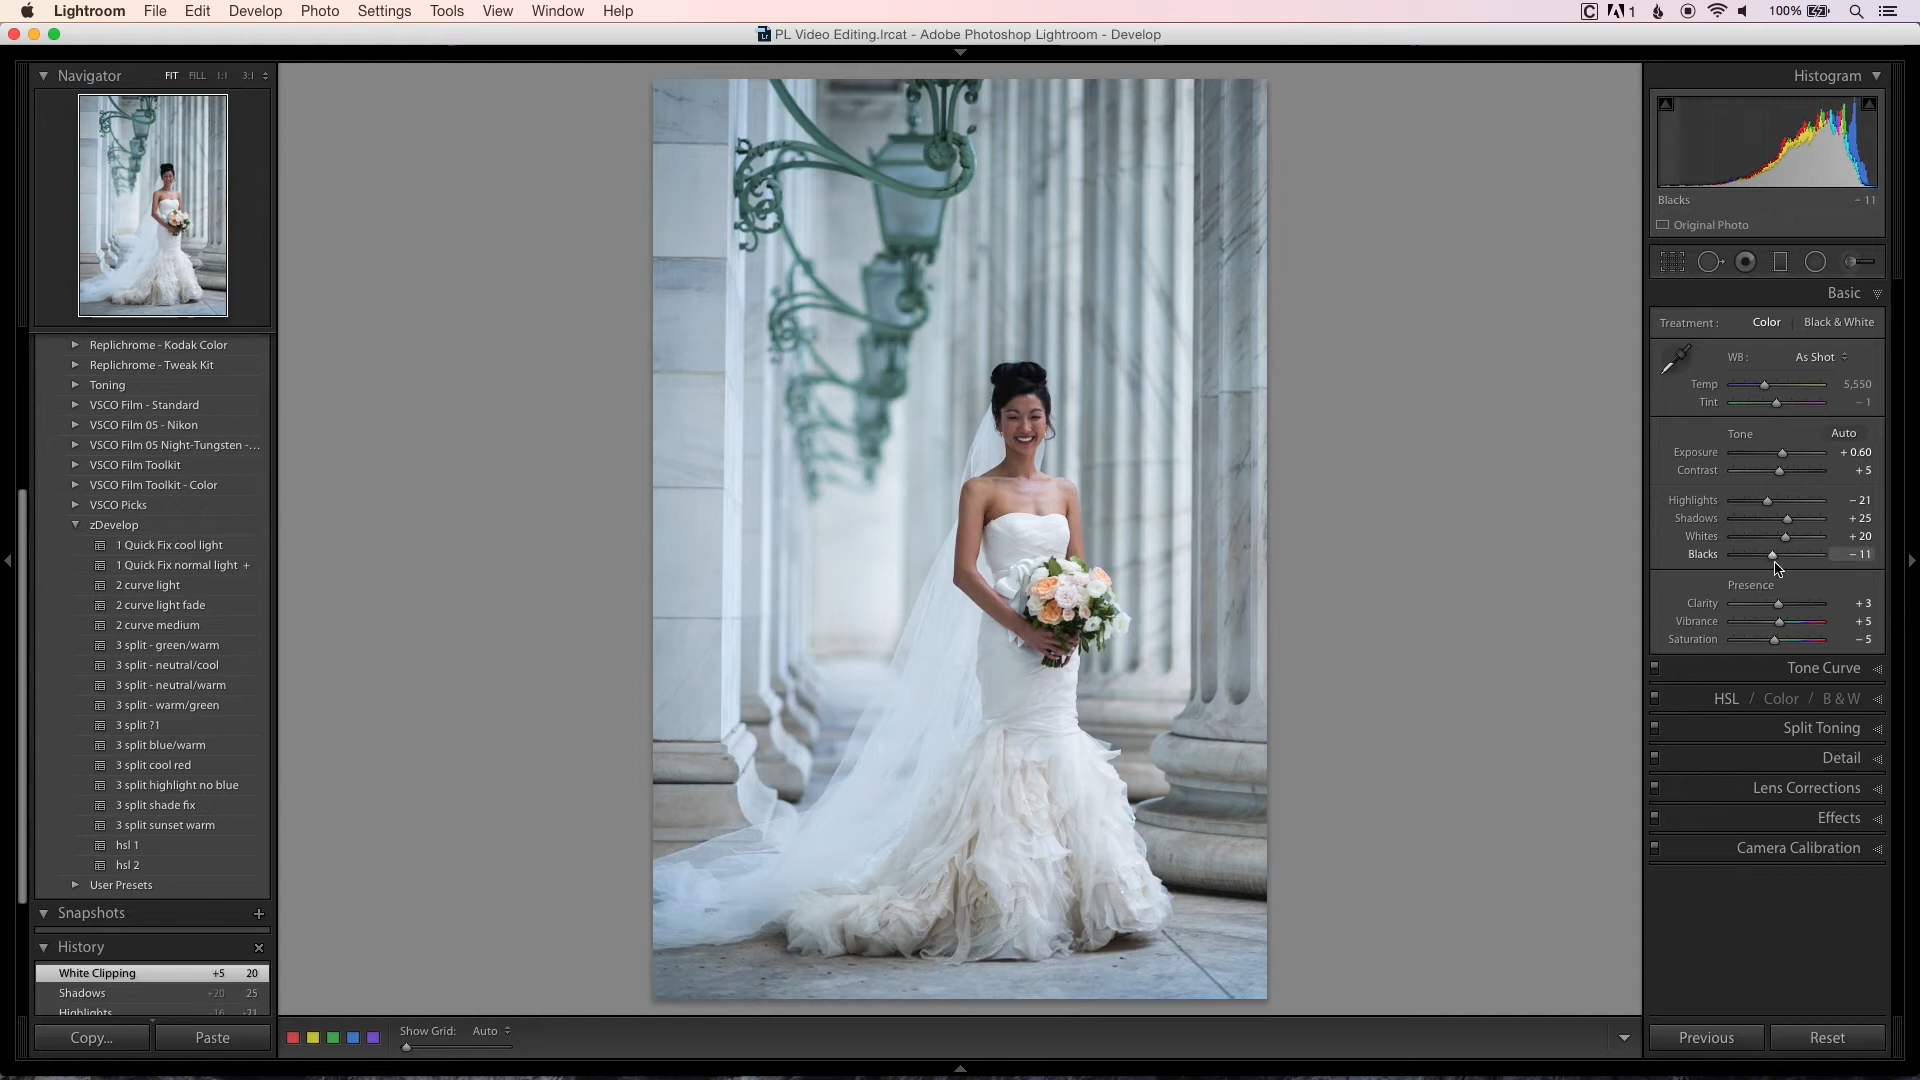 Lightroom File Edit Develop Photo Settings Tools View Window Help 1 100%
PL Video Editing.lrcat - Adobe Photoshop Lightroom - Develop
Navigator FIT FILL 1:1 3:1
Replichrome - Kodak Color
Replichrome - Tweak Kit
Toning
VSCO Film - Standard
VSCO Film 05 - Nikon
VSCO Film 05 Night-Tungsten -...
VSCO Film Toolkit
VSCO Film Toolkit - Color
VSCO Picks
zDevelop
1 Quick Fix cool light
1 Quick Fix normal light +
2 curve light
2 curve light fade
2 curve medium
3 split - green/warm
3 split - neutral/cool
3 split - neutral/warm
3 split - warm/green
3 split ?1
3 split blue/warm
3 split cool red
3 split highlight no blue
3 split shade fix
3 split sunset warm
hsl 1
hsl 2
User Presets
Snapshots +
History
White Clipping +5 20
Shadows +20 25
Highlights -16 -21
Copy... Paste
Show Grid: Auto
Histogram
Blacks - 11
Original Photo
Basic
Treatment : Color Black & White
WB : As Shot
Temp 5,550
Tint - 1
Tone Auto
Exposure + 0.60
Contrast + 5
Highlights - 21
Shadows + 25
Whites + 20
Blacks - 11
Presence
Clarity + 3
Vibrance + 5
Saturation - 5
Tone Curve
HSL / Color / B & W
Split Toning
Detail
Lens Corrections
Effects
Camera Calibration
Previous Reset